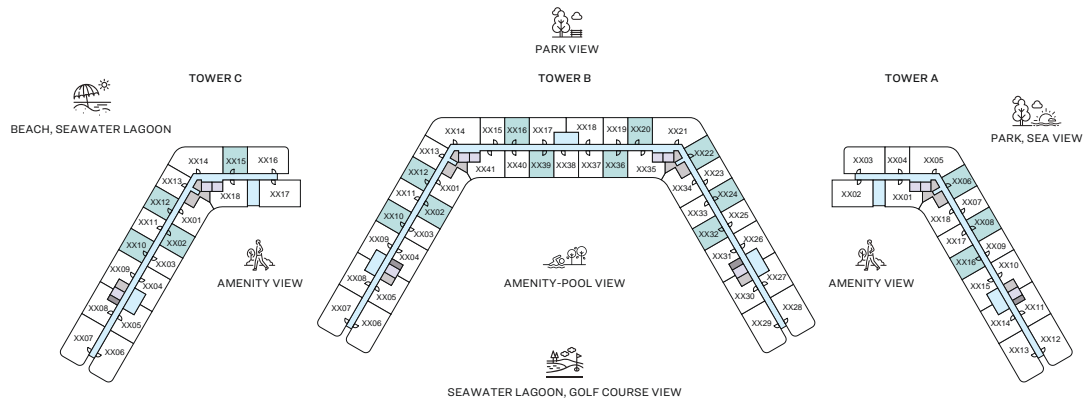 PARK VIEW
TOWER C
TOWER B
TOWER A
BEACH, SEAWATER LAGOON
PARK, SEA VIEW
XX14
XX15
XX16
XX13
XX12
XX11
XX10
XX09
XX08
XX07
XX17
XX18
XX01
XX02
XX03
XX04
XX05
XX06
AMENITY VIEW
XX14
XX15
XX16
XX17
XX18
XX19
XX20
XX21
XX13
XX12
XX11
XX10
XX09
XX08
XX07
XX41
XX40
XX39
XX38
XX37
XX36
XX35
XX01
XX02
XX03
XX04
XX05
XX06
XX22
XX23
XX24
XX25
XX26
XX27
XX28
XX34
XX33
XX32
XX31
XX30
XX29
AMENITY-POOL VIEW
XX03
XX04
XX05
XX02
XX01
XX06
XX07
XX08
XX09
XX10
XX11
XX12
XX18
XX17
XX16
XX15
XX14
XX13
AMENITY VIEW
SEAWATER LAGOON, GOLF COURSE VIEW